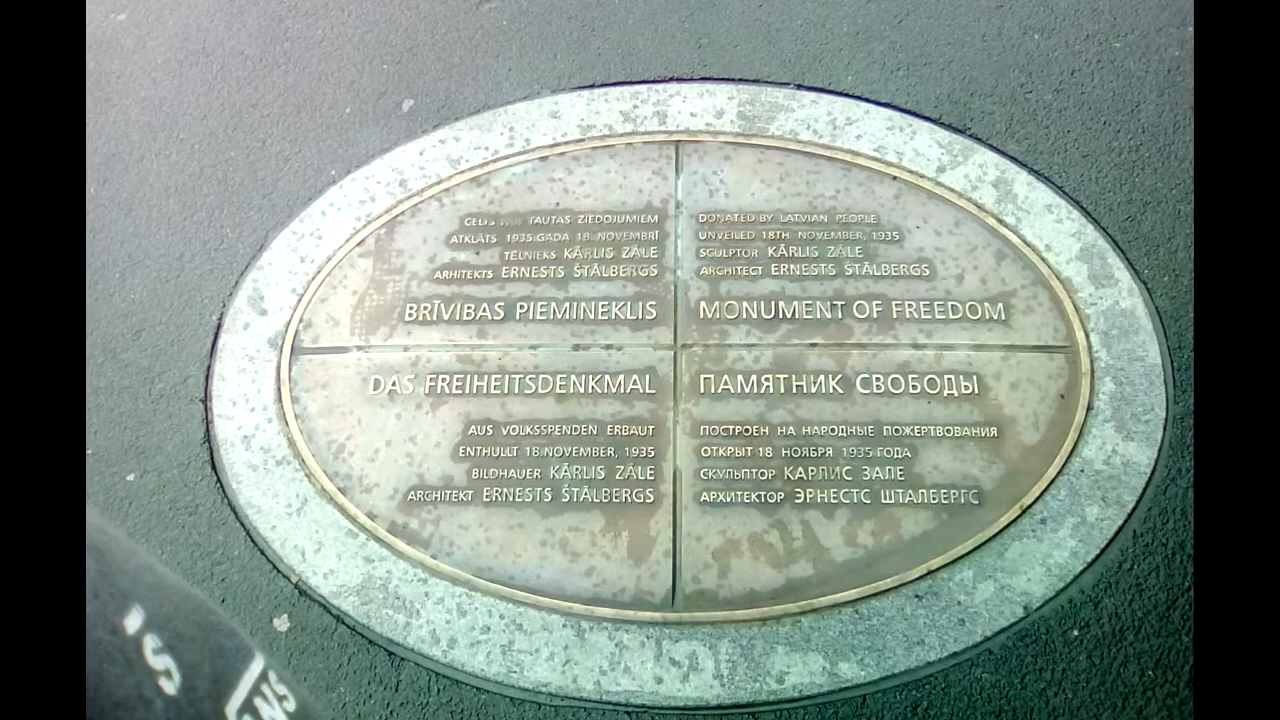 CELTS TAUTAS ZIEDOJUMIEM
ATKLĀTS 1935.GADA 18.NOVEMBRĪ
TĒLNIEKS KĀRLIS ZĀLE
ARHITEKTS ERNESTS ŠTĀLBERGS
BRĪVIBAS PIEMINEKLIS
DONATED BY LATVIAN PEOPLE
UNVEILED 18TH NOVEMBER, 1935
SCULPTOR KĀRLIS ZĀLE
ARCHITECT ERNESTS ŠTĀLBERGS
MONUMENT OF FREEDOM
DAS FREIHEITSDENKMAL
AUS VOLKSSPENDEN ERBAUT
ENTHULLT 18.NOVEMBER, 1935
BILDHAUER KĀRLIS ZĀLE
ARCHITEKT ERNESTS ŠTĀLBERGS
ПАМЯТНИК СВОБОДЫ
ПОСТРОЕН НА НАРОДНЫЕ ПОЖЕРТВОВАНИЯ
ОТКРЫТ 18 НОЯБРЯ 1935 ГОДА
СКУЛЬПТОР КАРЛИС ЗАЛЕ
АРХИТЕКТОР ЭРНЕСТС ШТАЛБЕРГС